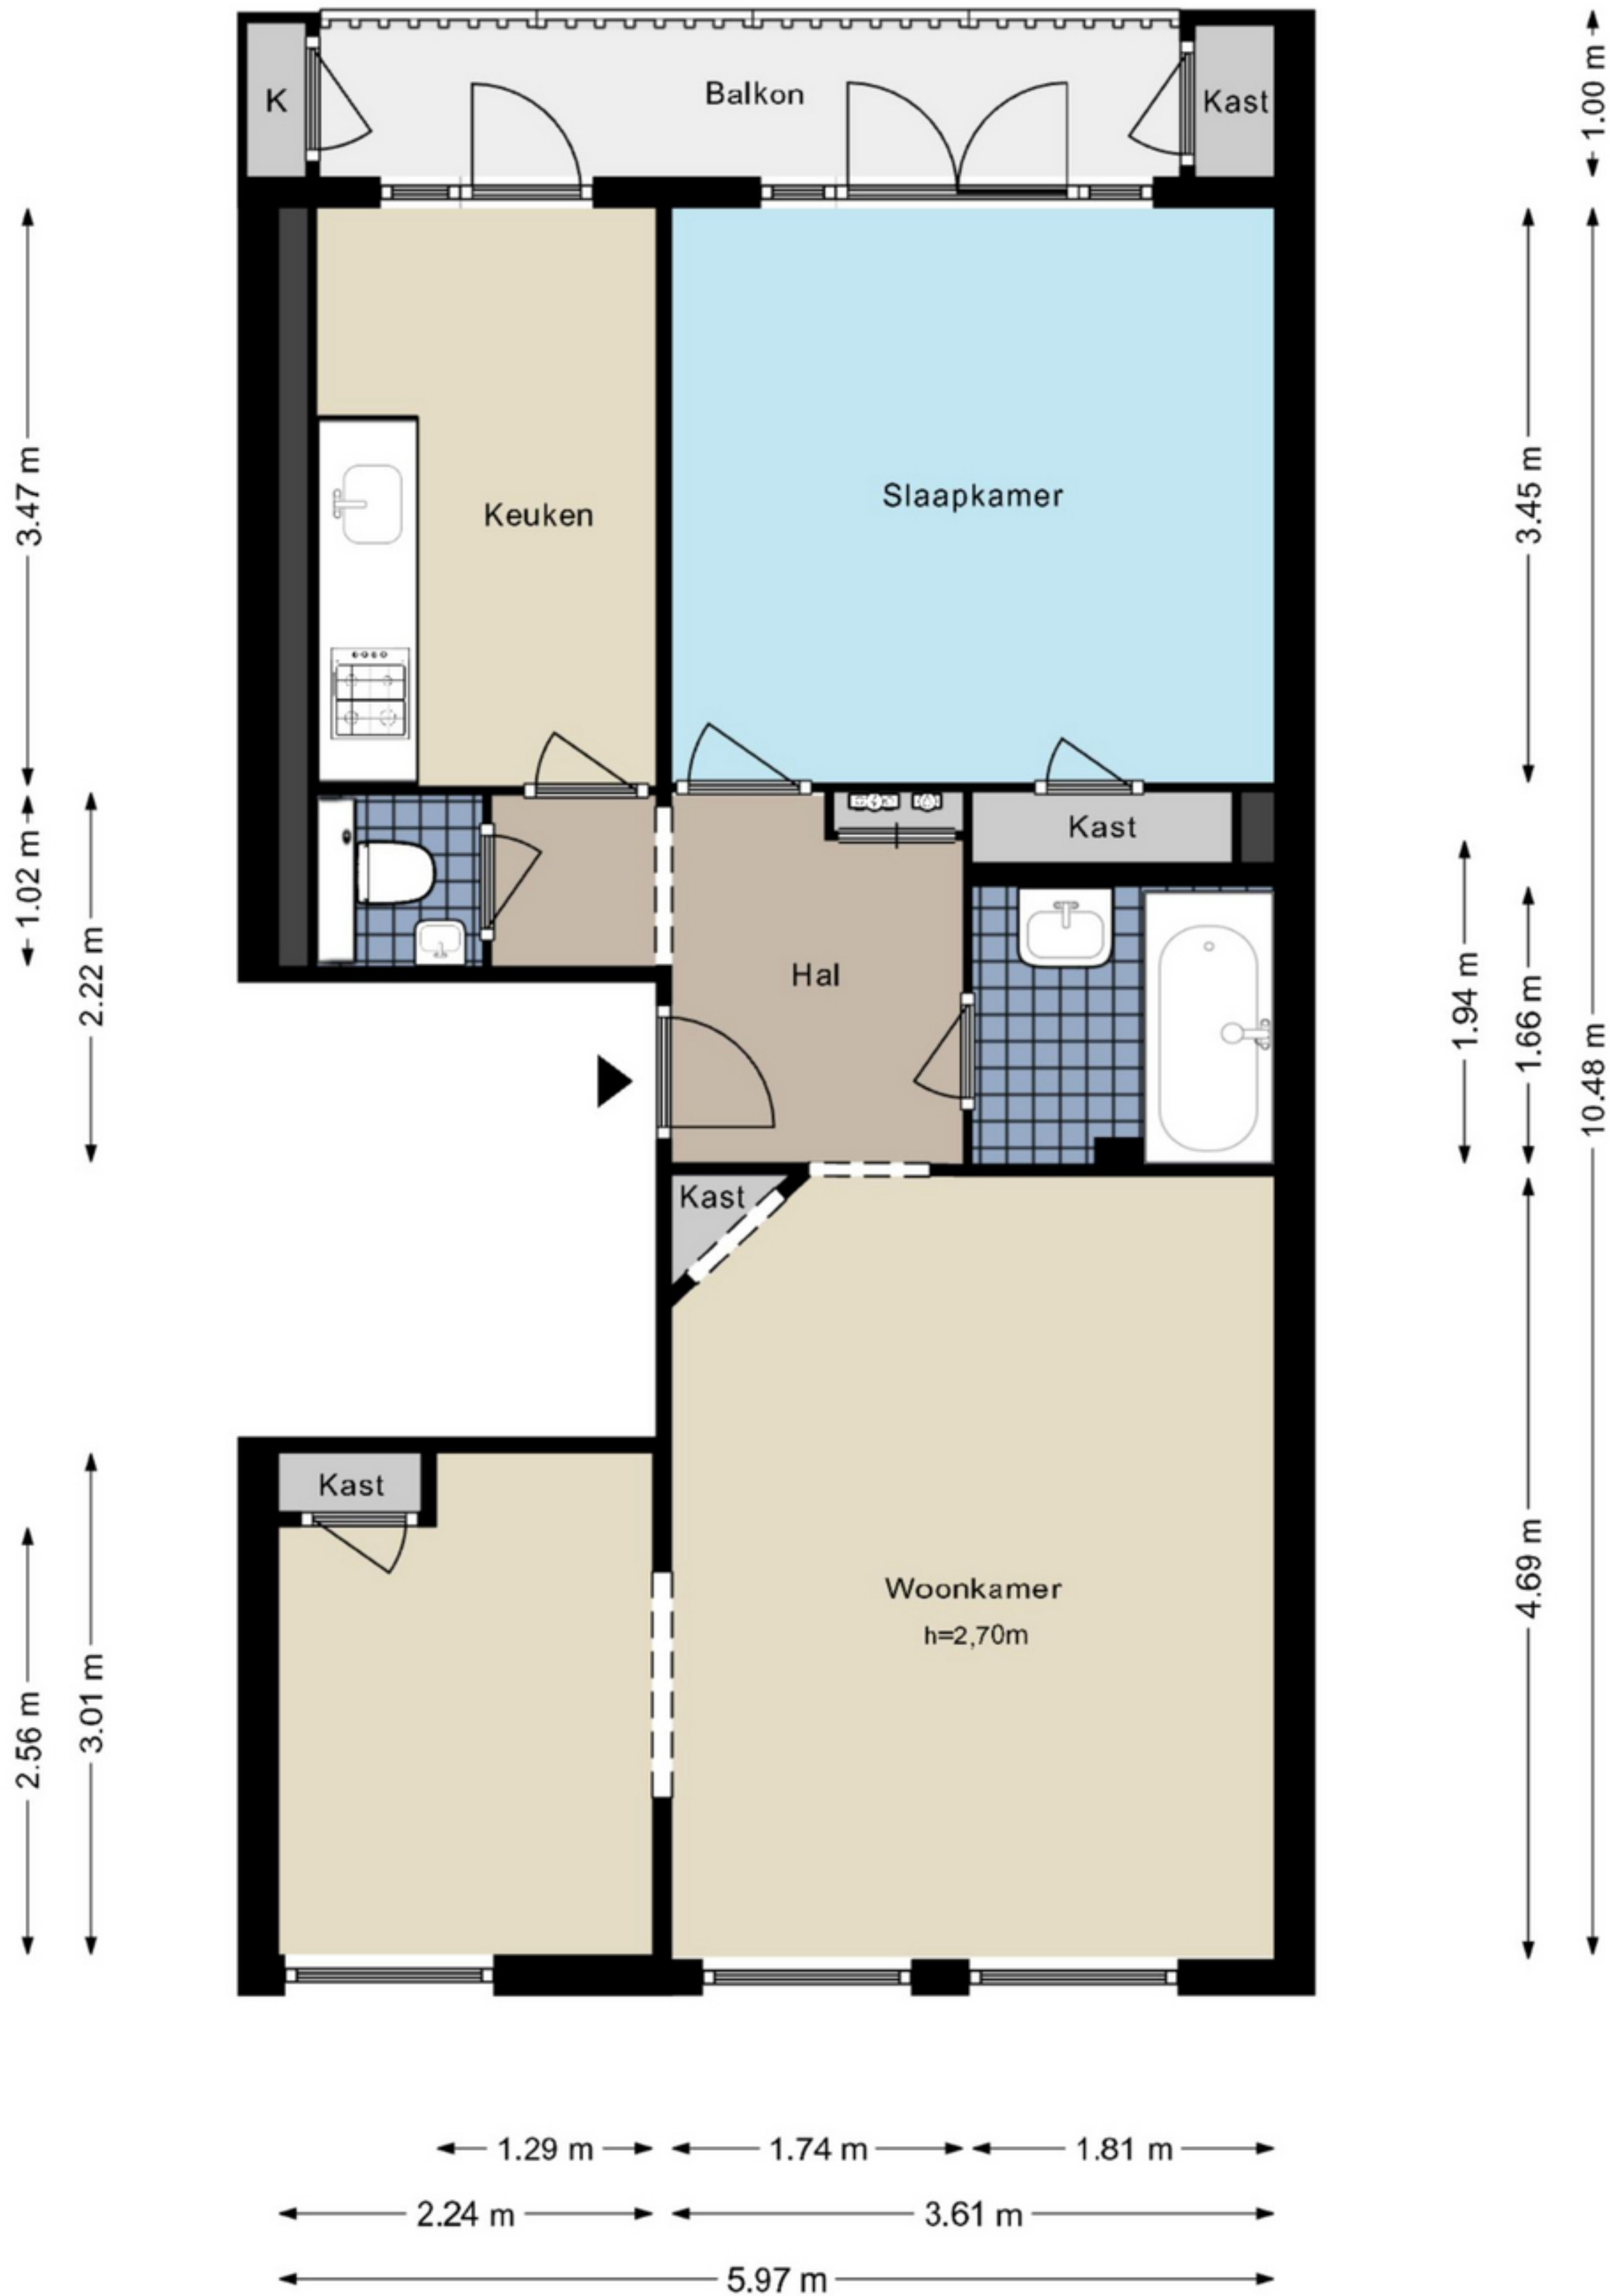 K
Balkon
Kast
1.00 m
3.47 m
Keuken
Slaapkamer
3.45 m
1.02 m
2.22 m
Kast
Hal
1.94 m
1.66 m
10.48 m
Kast
Kast
2.56 m
3.01 m
Woonkamer
h=2,70m
4.69 m
1.29 m
1.74 m
1.81 m
2.24 m
3.61 m
5.97 m